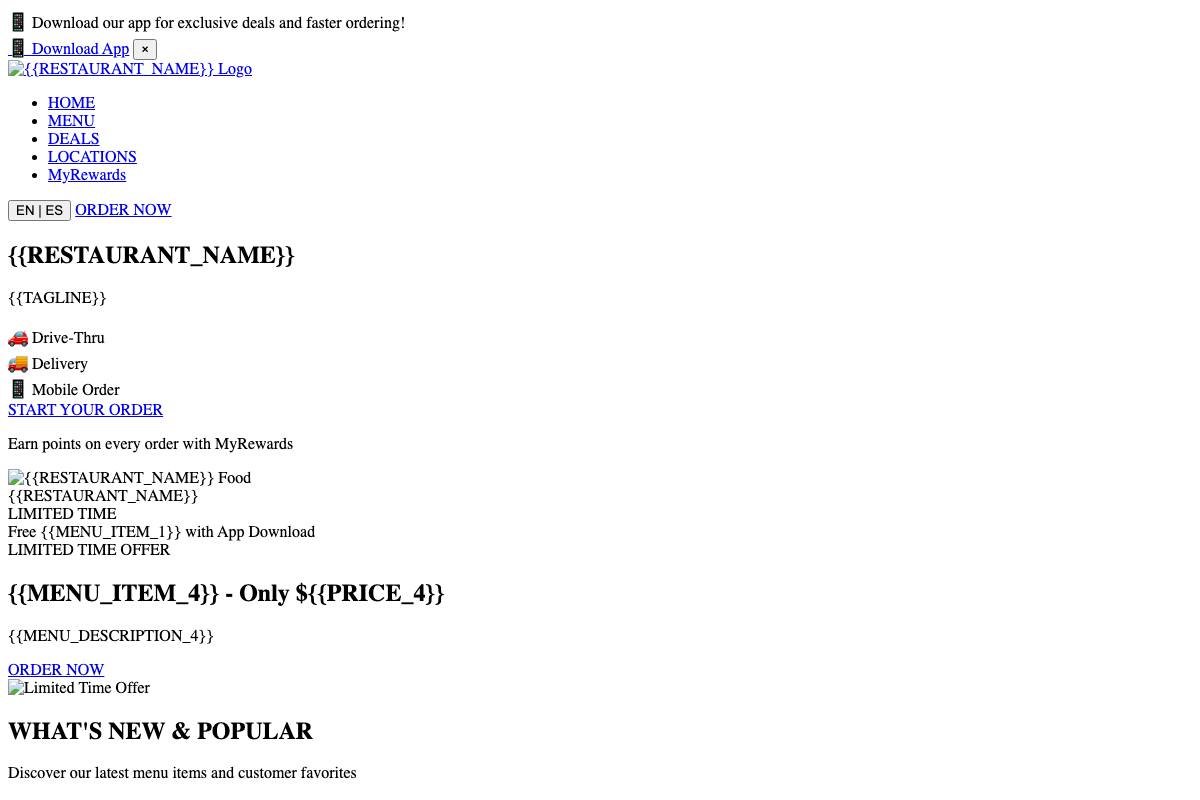 📱 Download our app for exclusive deals and faster ordering!
📱 Download App ×
{{RESTAURANT_NAME}} Logo
HOME
MENU
DEALS
LOCATIONS
MyRewards
EN | ES ORDER NOW
{{RESTAURANT_NAME}}
{{TAGLINE}}
🚗 Drive-Thru
🚚 Delivery
📱 Mobile Order
START YOUR ORDER
Earn points on every order with MyRewards
{{RESTAURANT_NAME}} Food
{{RESTAURANT_NAME}}
LIMITED TIME
Free {{MENU_ITEM_1}} with App Download
LIMITED TIME OFFER
{{MENU_ITEM_4}} - Only ${{PRICE_4}}
{{MENU_DESCRIPTION_4}}
ORDER NOW
Limited Time Offer
WHAT'S NEW & POPULAR
Discover our latest menu items and customer favorites